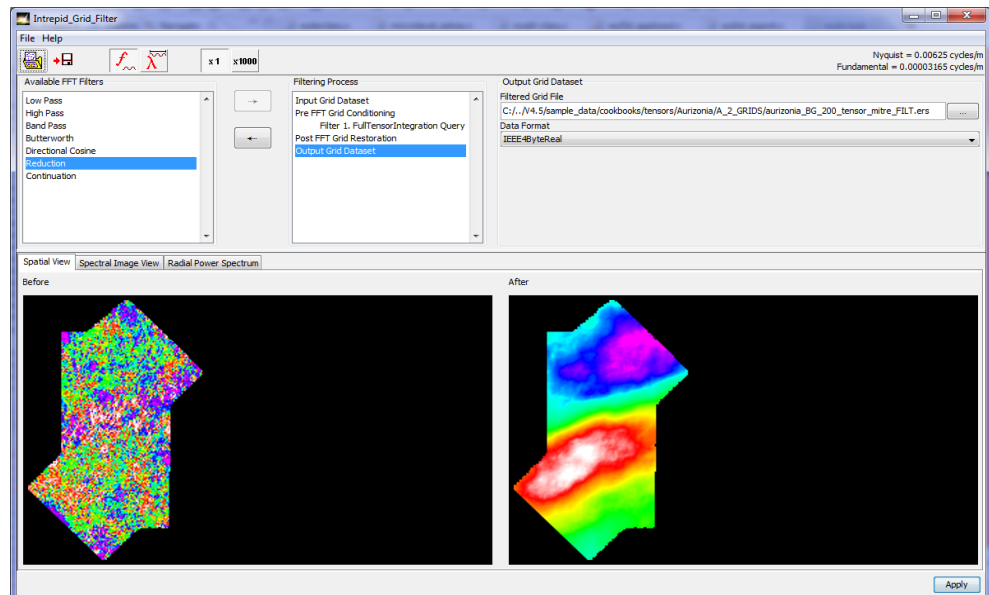 Intrepid_Grid_Filter
File Help
x1 x1000
Nyquist = 0.00625 cycles/m
Fundamental = 0.00003165 cycles/m
Available FFT Filters
Low Pass
High Pass
Band Pass
Butterworth
Directional Cosine
Reduction
Continuation
Filtering Process
Input Grid Dataset
Pre FFT Grid Conditioning
Filter 1. FullTensorIntegration Query
Post FFT Grid Restoration
Output Grid Dataset
Output Grid Dataset
Filtered Grid File
C:/../V4.5/sample_data/cookbooks/tensors/Aurizonia/A_2_GRIDS/aurizonia_BG_200_tensor_mitre_FILT.ers
...
Data Format
IEEE4ByteReal
Spatial View Spectral Image View Radial Power Spectrum
Before
After
Apply